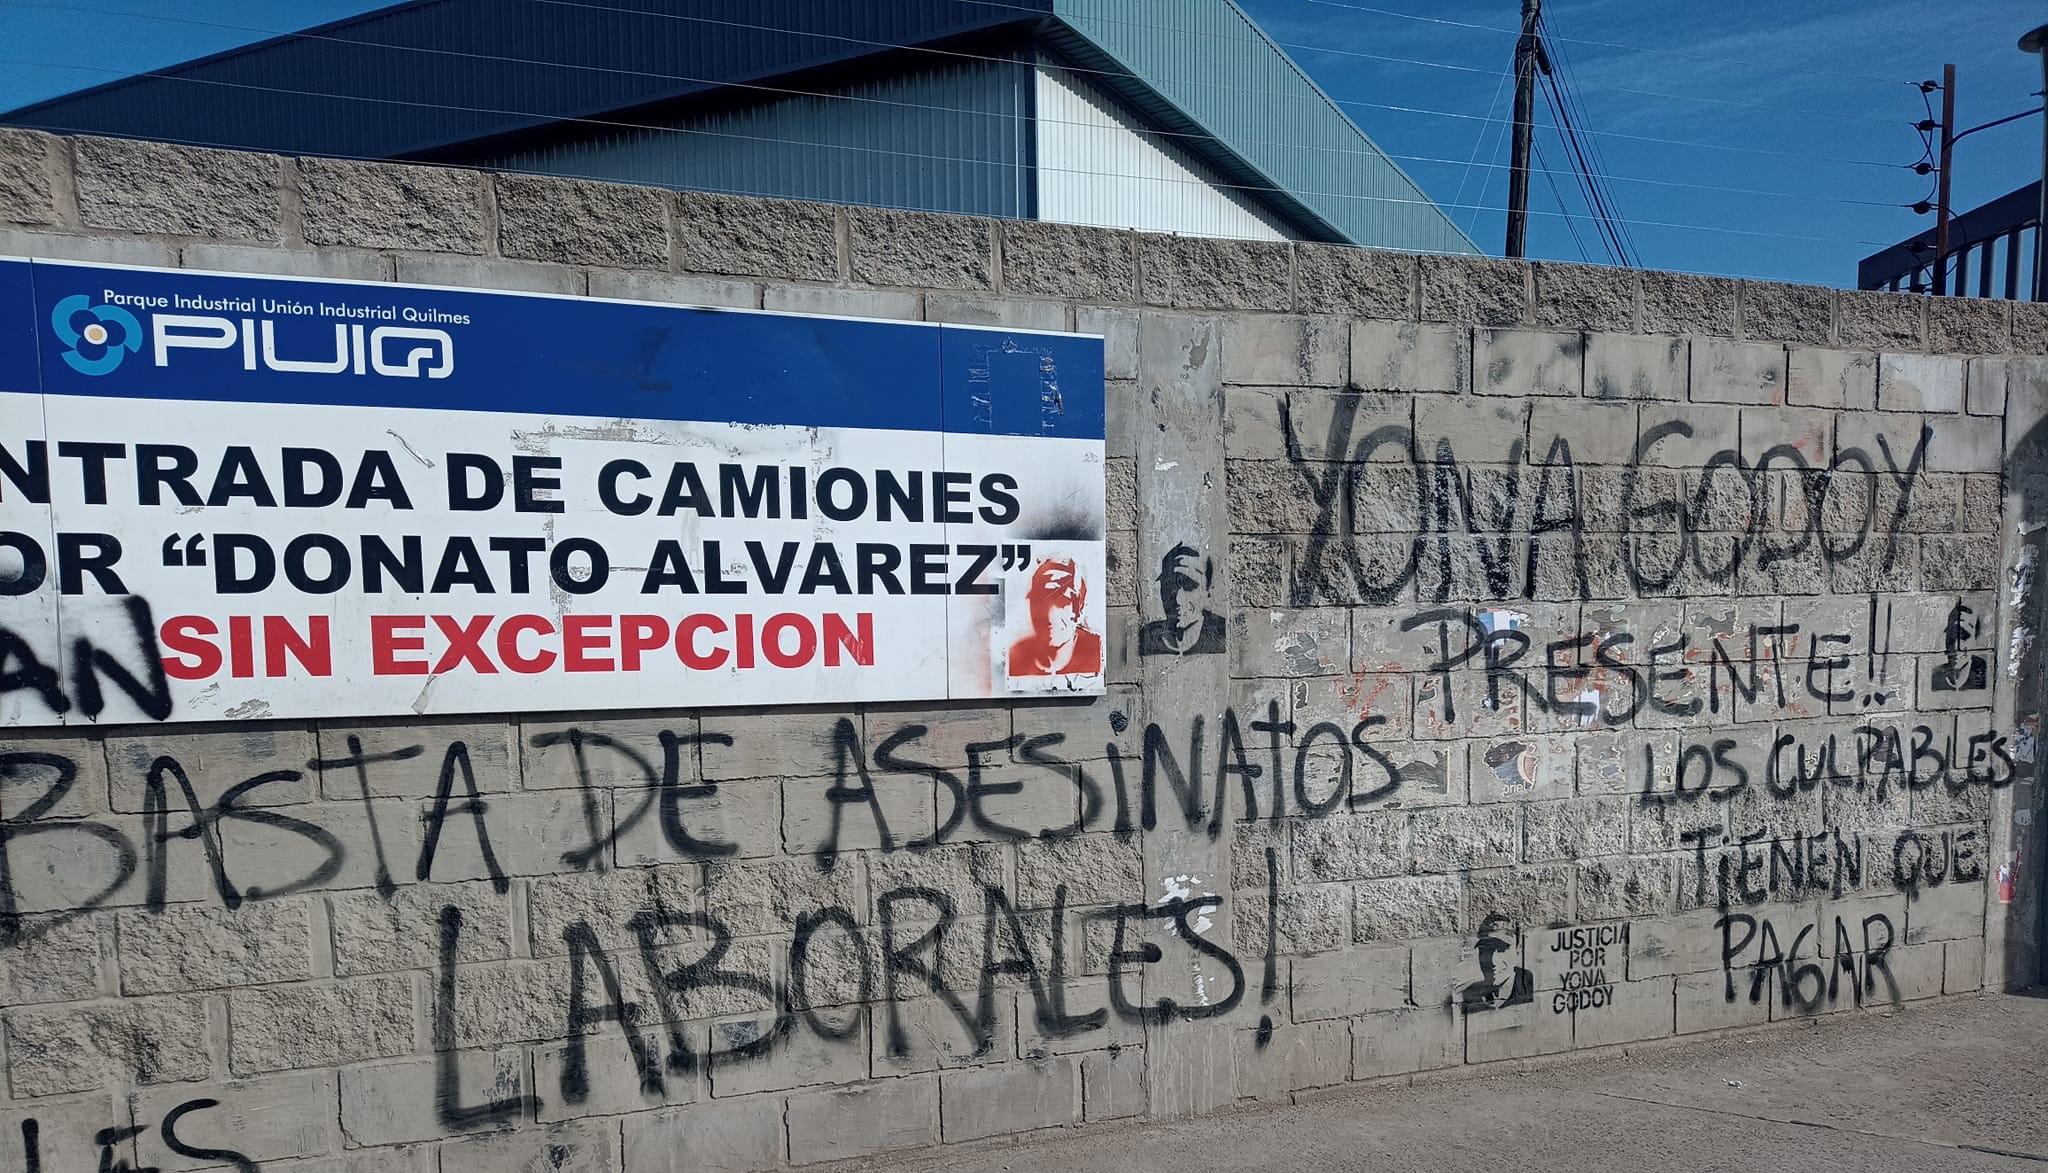 Parque Industrial Unión Industrial Quilmes
PIUIQ
NTRADA DE CAMIONES
OR “DONATO ALVAREZ”
SIN EXCEPCION
AN
BASTA DE ASESINATOS
LABORALES!
LES
YONA GODOY
PRESENTE!!
LOS CULPABLES
TIENEN QUE
PAGAR
JUSTICIA
POR
YONA
GODOY